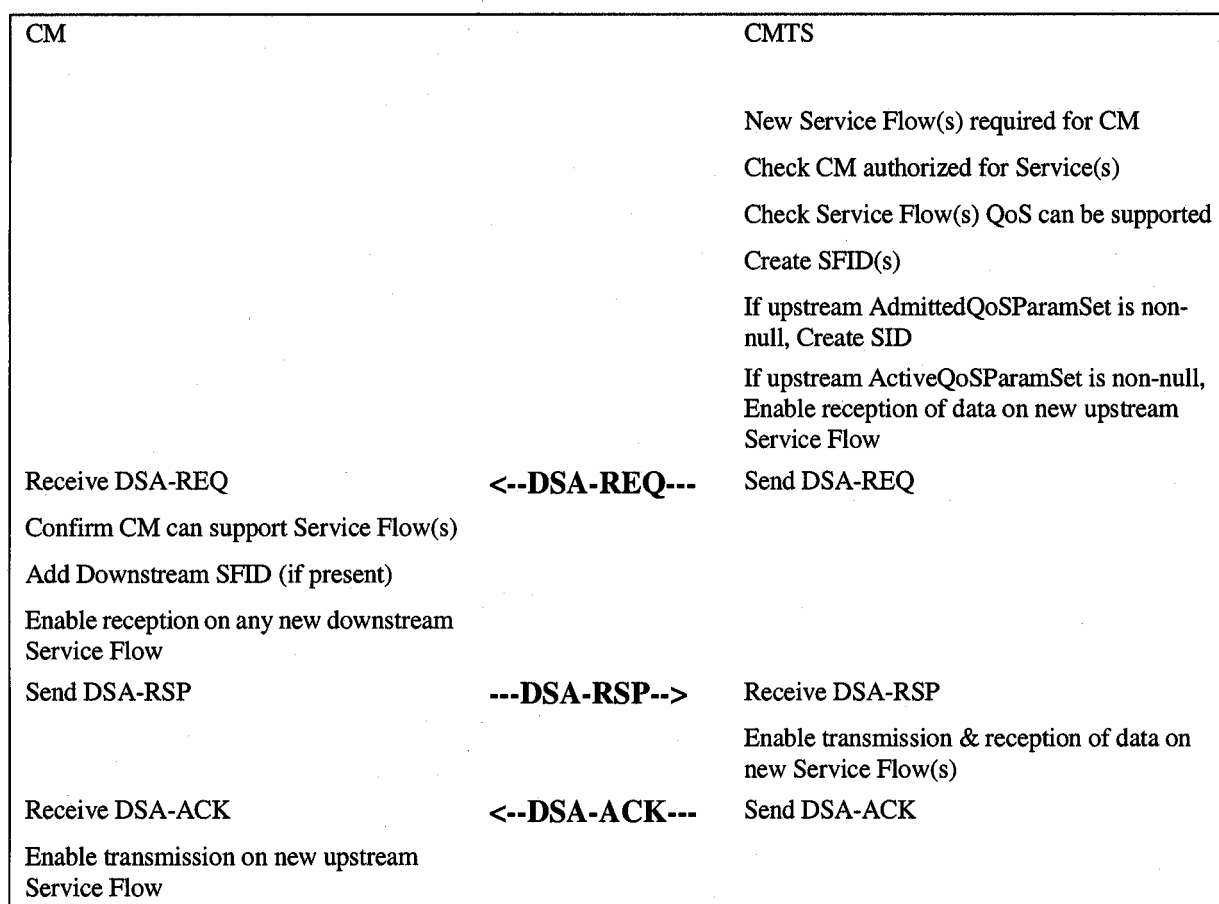 CM CMTS
New Service Flow(s) required for CM
Check CM authorized for Service(s)
Check Service Flow(s) QoS can be supported
Create SFID(s)
If upstream AdmittedQoSParamSet is non-
null, Create SID
If upstream ActiveQoSParamSet is non-null,
Enable reception of data on new upstream
Service Flow
Receive DSA-REQ <--DSA-REQ--- Send DSA-REQ
Confirm CM can support Service Flow(s)
Add Downstream SFID (if present)
Enable reception on any new downstream
Service Flow
Send DSA-RSP ---DSA-RSP--> Receive DSA-RSP
Enable transmission & reception of data on
new Service Flow(s)
Receive DSA-ACK <--DSA-ACK--- Send DSA-ACK
Enable transmission on new upstream
Service Flow